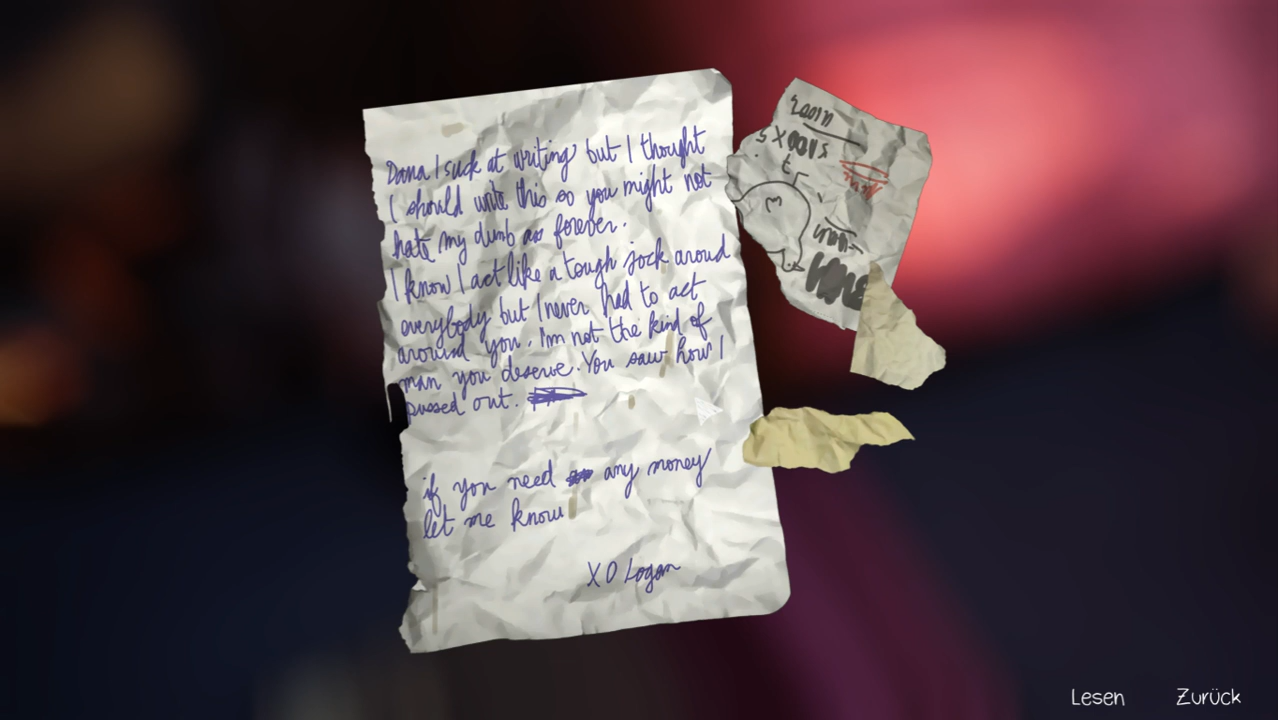 Dana I suck at writing but I thought
I should write this so you might not
hate my dumb ass forever.
I know I act like a tough jock aroud
everybody but I never had to act
around you. I'm not the kind of
man you deserve. You saw how I
pussed out.
if you need any money
let me know
XO Logan
Lesen Zurück